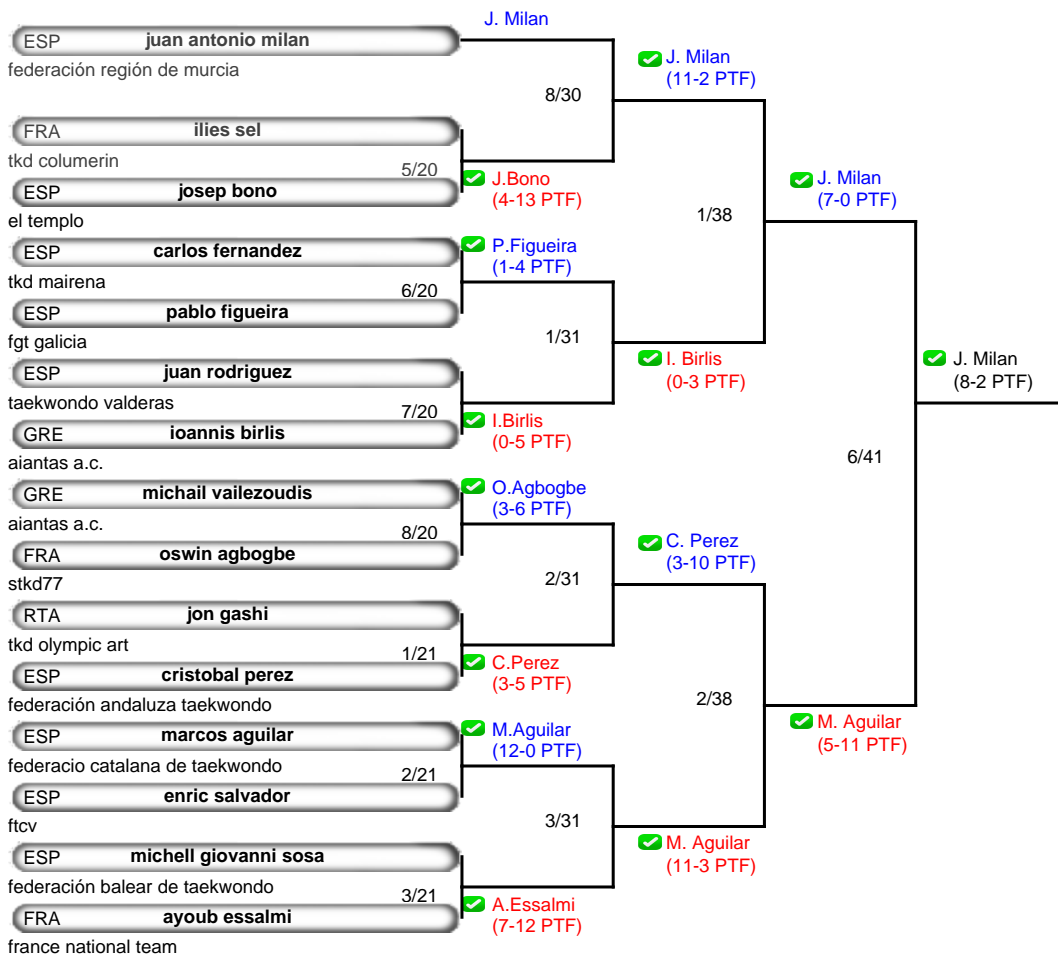 J. Milan
ESP juan antonio milan
federación región de murcia
J. Milan
(11-2 PTF)
8/30
FRA ilies sel
tkd columerin
5/20
ESP josep bono
el templo
J.Bono
(4-13 PTF)
J. Milan
(7-0 PTF)
1/38
ESP carlos fernandez
tkd mairena
P.Figueira
(1-4 PTF)
6/20
ESP pablo figueira
fgt galicia
1/31
I. Birlis
(0-3 PTF)
ESP juan rodriguez
taekwondo valderas
7/20
GRE ioannis birlis
aiantas a.c.
I.Birlis
(0-5 PTF)
J. Milan
(8-2 PTF)
6/41
GRE michail vailezoudis
aiantas a.c.
O.Agbogbe
(3-6 PTF)
8/20
FRA oswin agbogbe
stkd77
C. Perez
(3-10 PTF)
2/31
RTA jon gashi
tkd olympic art
1/21
ESP cristobal perez
federación andaluza taekwondo
C.Perez
(3-5 PTF)
2/38
M. Aguilar
(5-11 PTF)
ESP marcos aguilar
federacio catalana de taekwondo
M.Aguilar
(12-0 PTF)
2/21
ESP enric salvador
ftcv
3/31
M. Aguilar
(11-3 PTF)
ESP michell giovanni sosa
federación balear de taekwondo
3/21
FRA ayoub essalmi
france national team
A.Essalmi
(7-12 PTF)